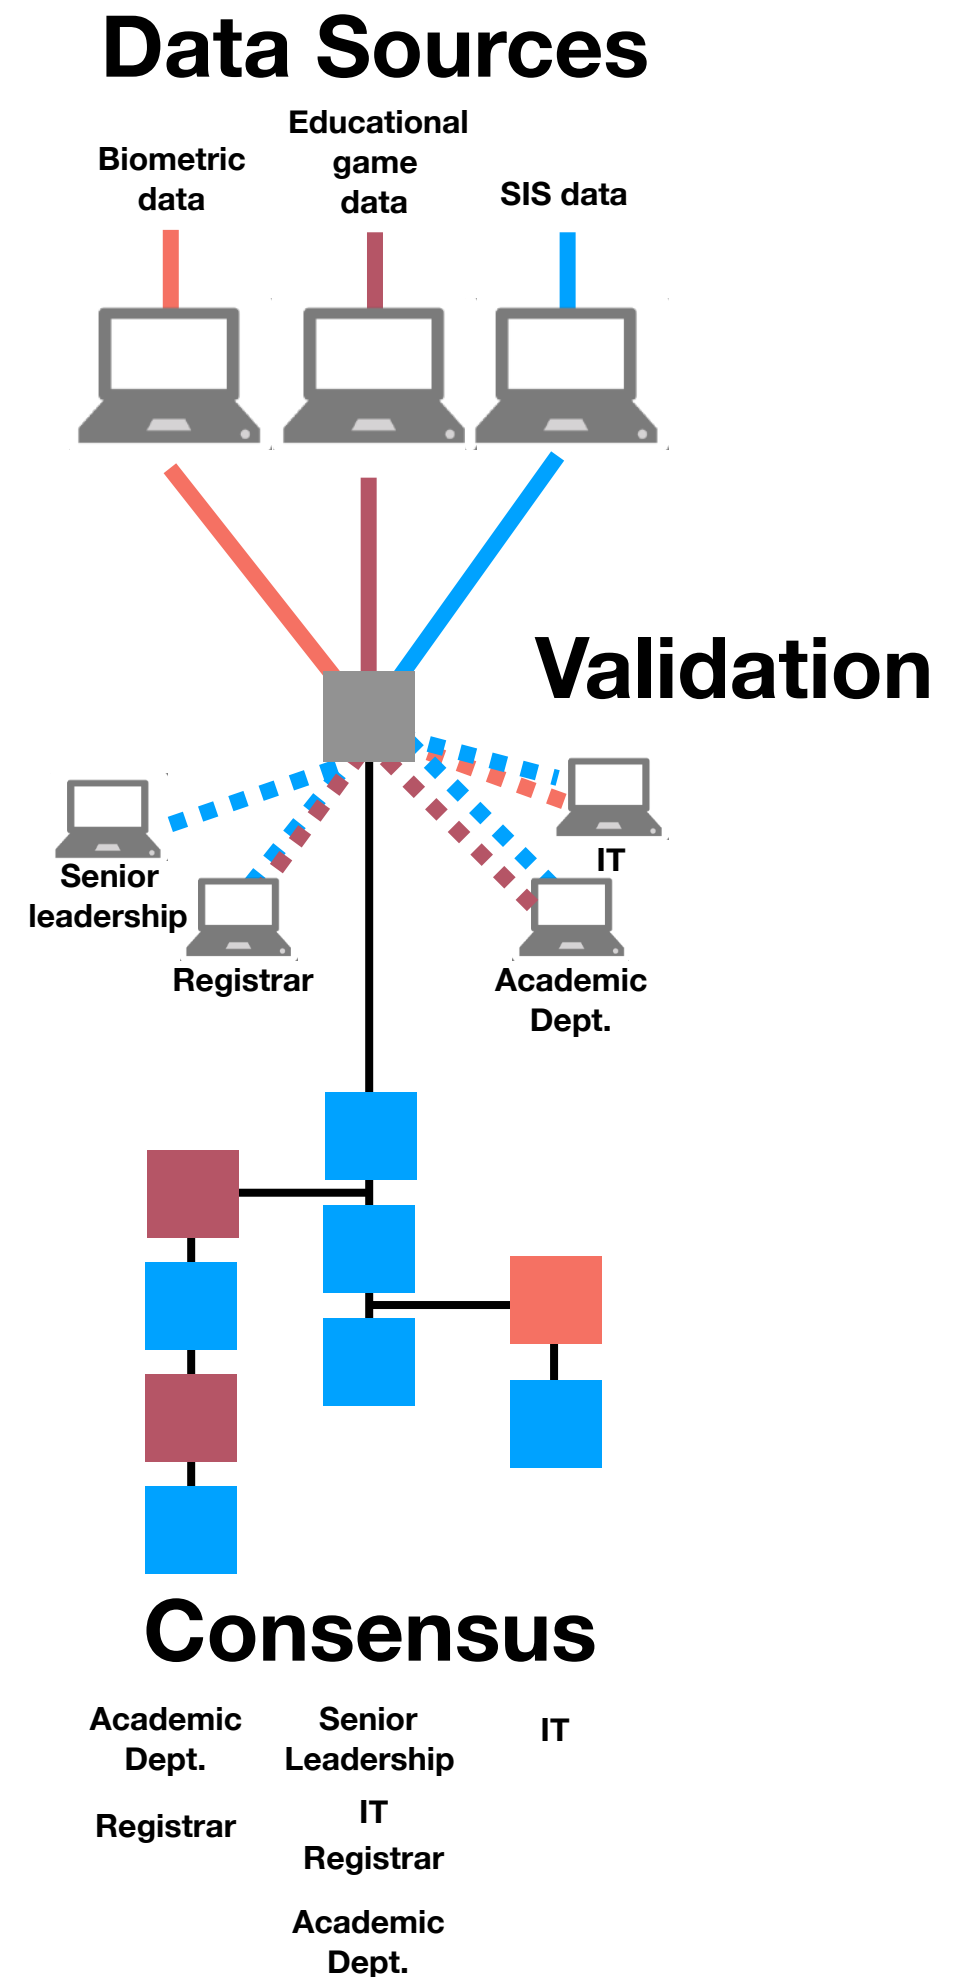 Data Sources
Biometric
data
Educational
game
data
SIS data
Validation
Senior
leadership
Registrar
IT
Academic
Dept.
Consensus
Academic
Dept.
Registrar
Senior
Leadership
IT
Registrar
Academic
Dept.
IT